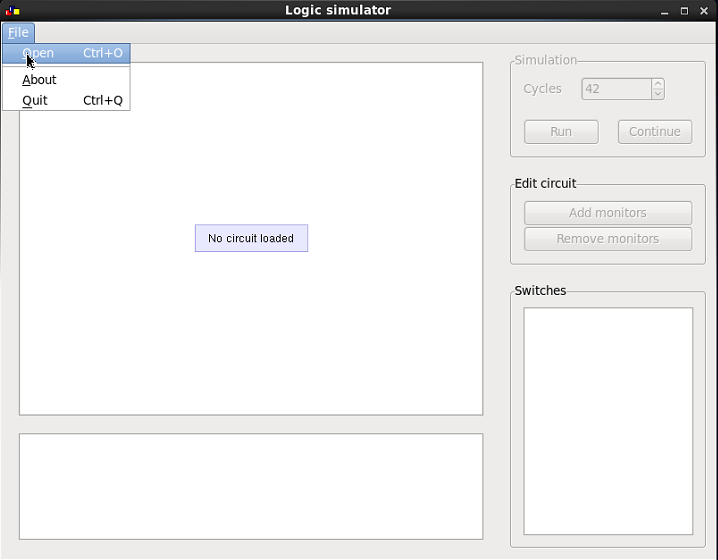 Logic simulator
File
Open Ctrl+O
About
Quit Ctrl+Q
No circuit loaded
Simulation
Cycles 42
Run Continue
Edit circuit
Add monitors
Remove monitors
Switches